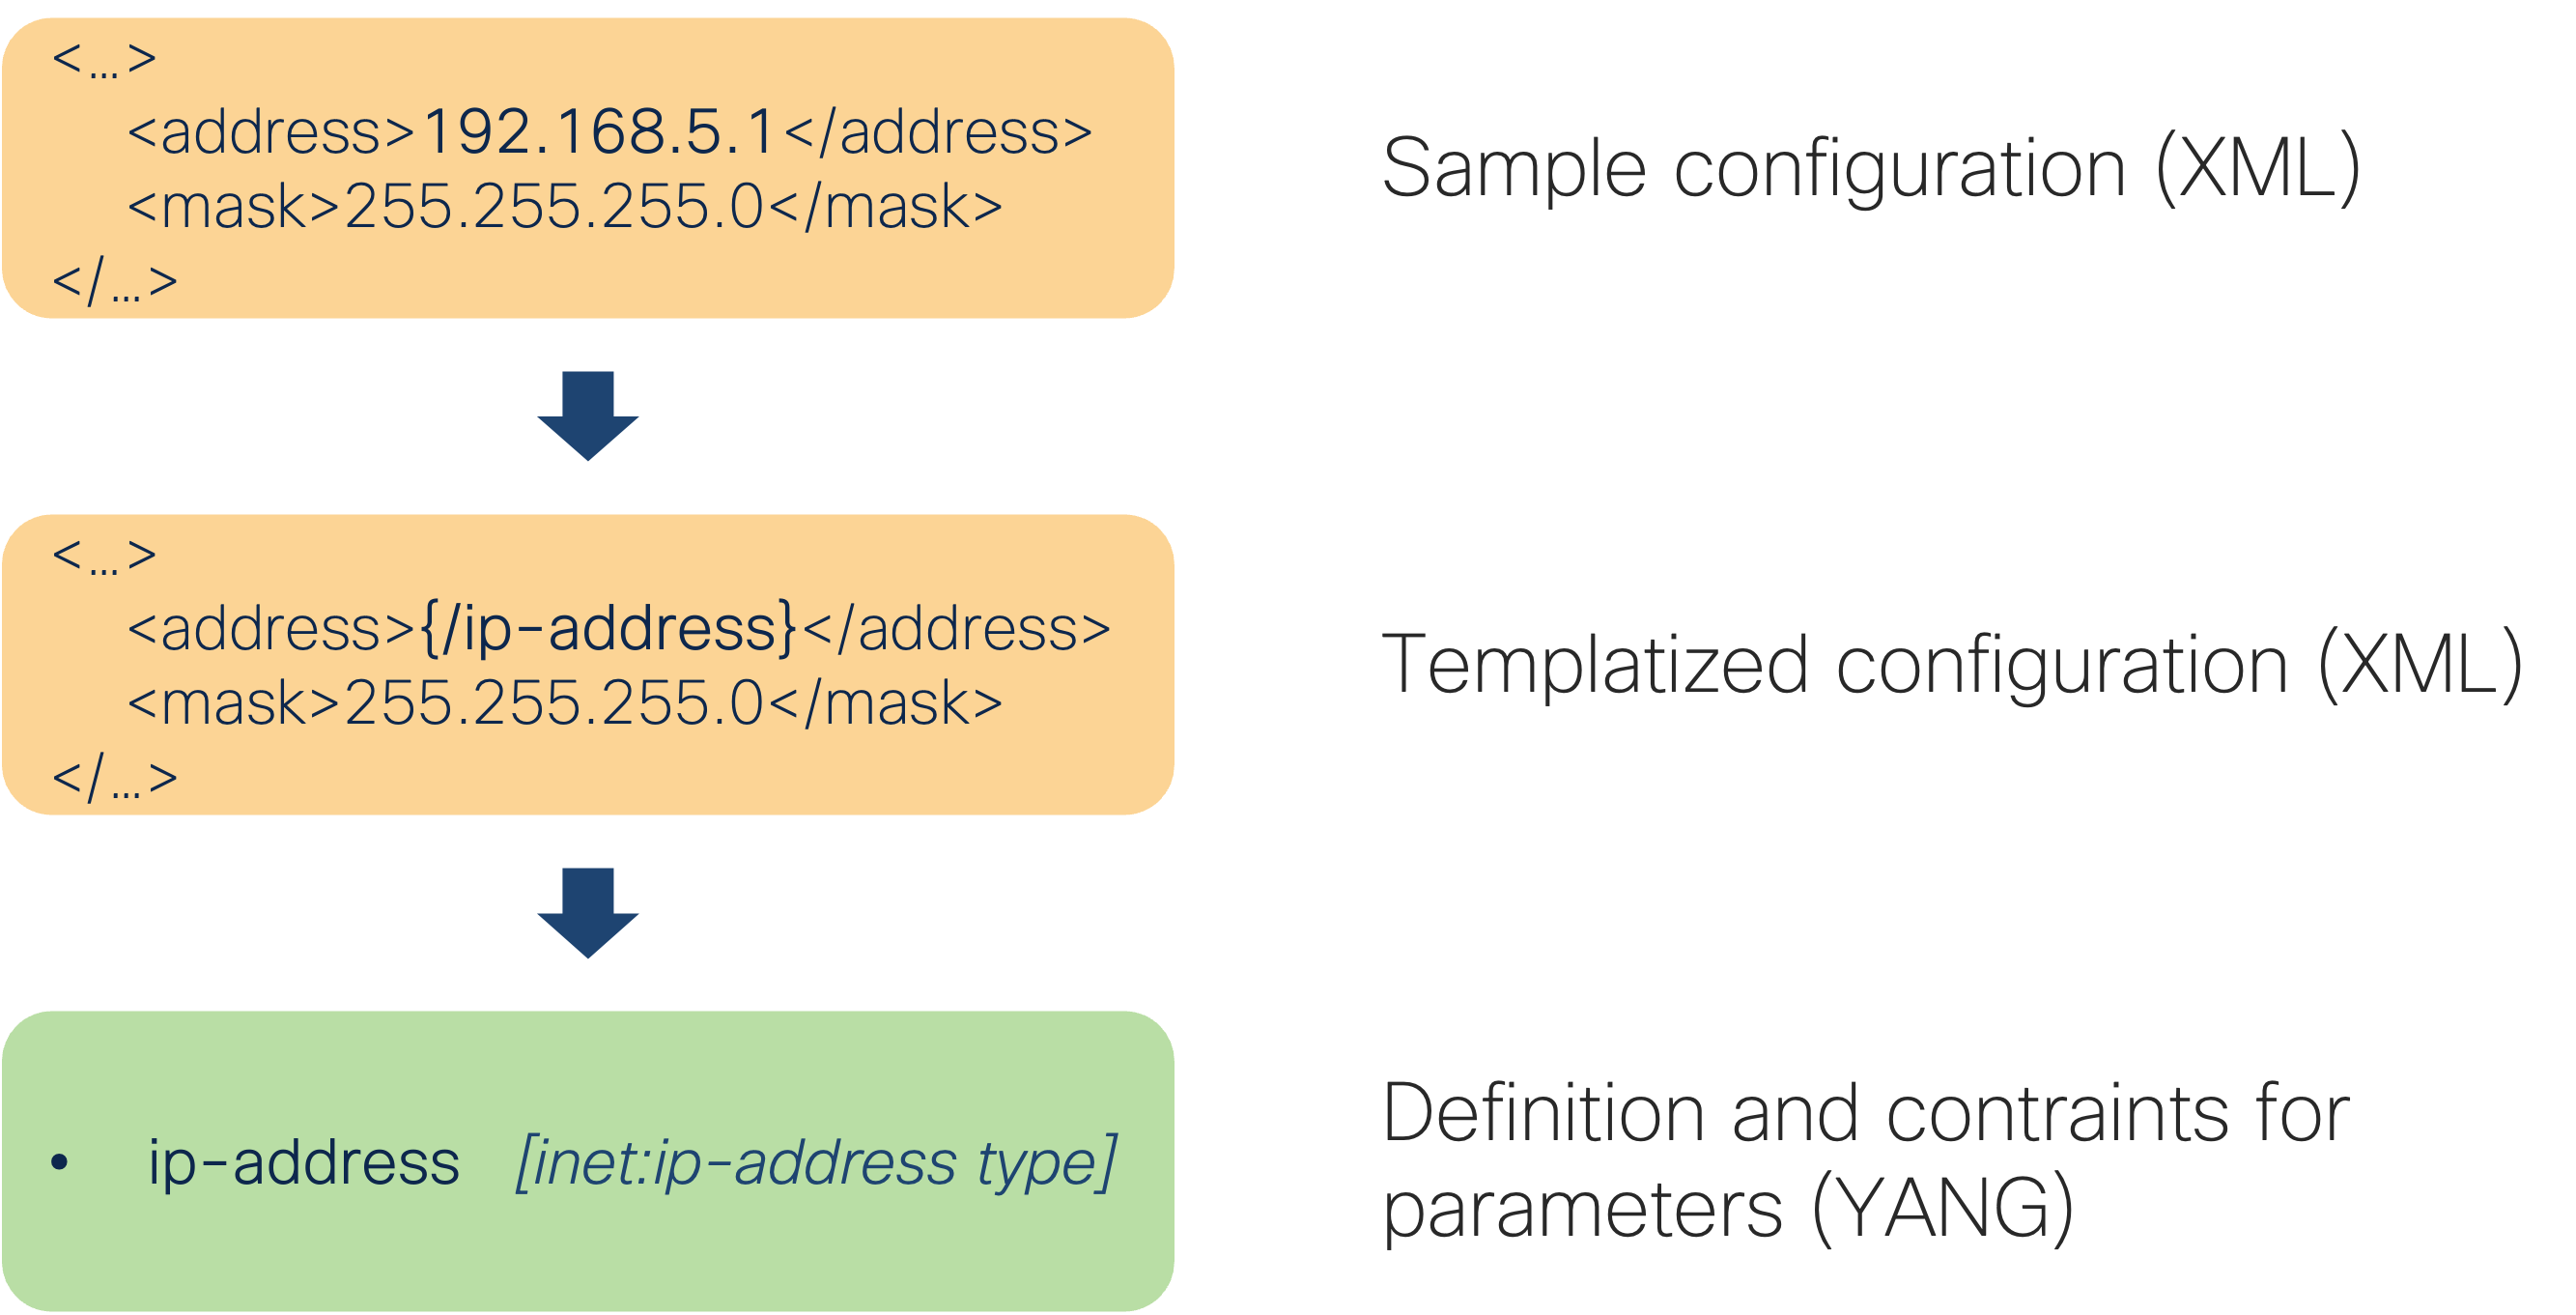 <...>
<address>192.168.5.1</address>
<mask>255.255.255.0</mask>
</...>
Sample configuration (XML)
<...>
<address>{/ip-address}</address>
<mask>255.255.255.0</mask>
</...>
Templatized configuration (XML)
• ip-address [inet:ip-address type]
Definition and contraints for
parameters (YANG)